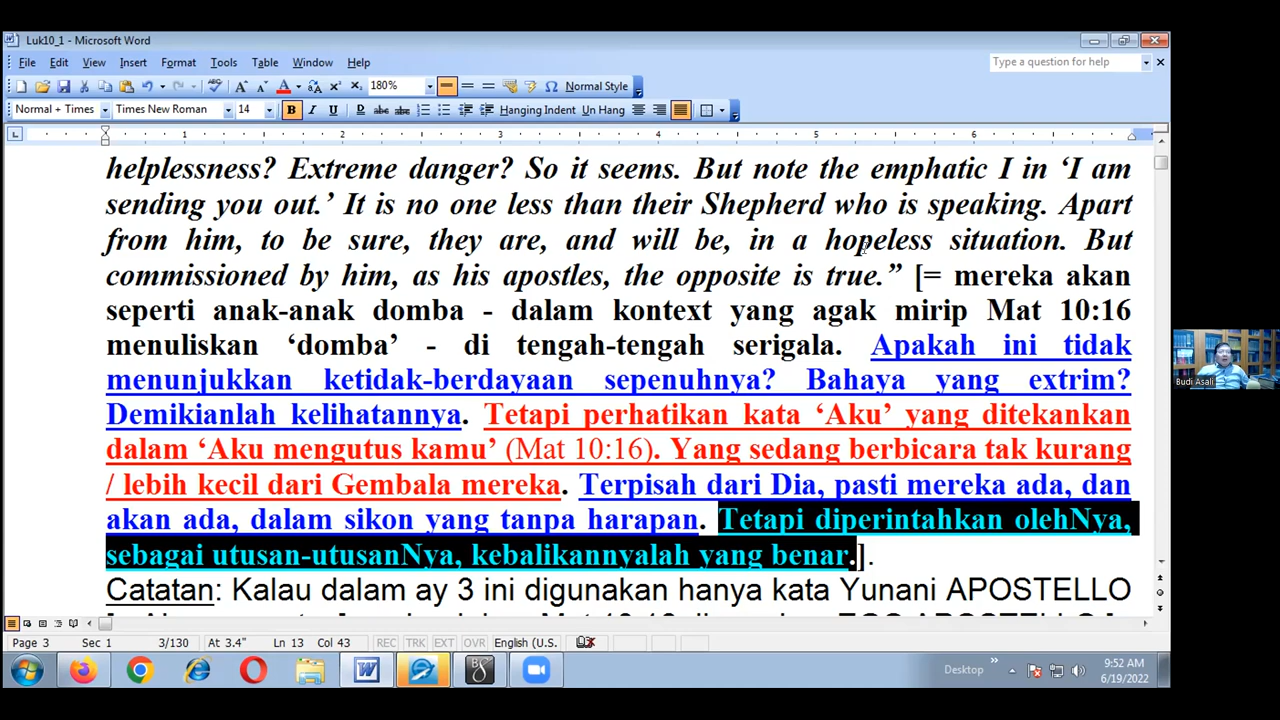 Luk10_1 - Microsoft Word
File Edit View Insert Format Tools Table Window Help
Type a question for help
180% Normal Style
Normal + Times Times New Roman 14 B I U Hanging Indent Un Hang
1 2 3 4 5 6
helplessness? Extreme danger? So it seems. But note the emphatic I in ‘I am
sending you out.’ It is no one less than their Shepherd who is speaking. Apart
from him, to be sure, they are, and will be, in a hopeless situation. But
commissioned by him, as his apostles, the opposite is true.” [= mereka akan
seperti anak-anak domba - dalam kontext yang agak mirip Mat 10:16
menuliskan ‘domba’ - di tengah-tengah serigala. Apakah ini tidak
menunjukkan ketidak-berdayaan sepenuhnya? Bahaya yang extrim?
Demikianlah kelihatannya. Tetapi perhatikan kata ‘Aku’ yang ditekankan
dalam ‘Aku mengutus kamu’ (Mat 10:16). Yang sedang berbicara tak kurang
/ lebih kecil dari Gembala mereka. Terpisah dari Dia, pasti mereka ada, dan
akan ada, dalam sikon yang tanpa harapan. Tetapi diperintahkan olehNya,
sebagai utusan-utusanNya, kebalikannyalah yang benar.].
Catatan: Kalau dalam ay 3 ini digunakan hanya kata Yunani APOSTELLO
Budi Asali
Page 3 Sec 1 3/130 At 3.4" Ln 13 Col 43 REC TRK EXT OVR English (U.S.
Desktop
9:52 AM
6/19/2022